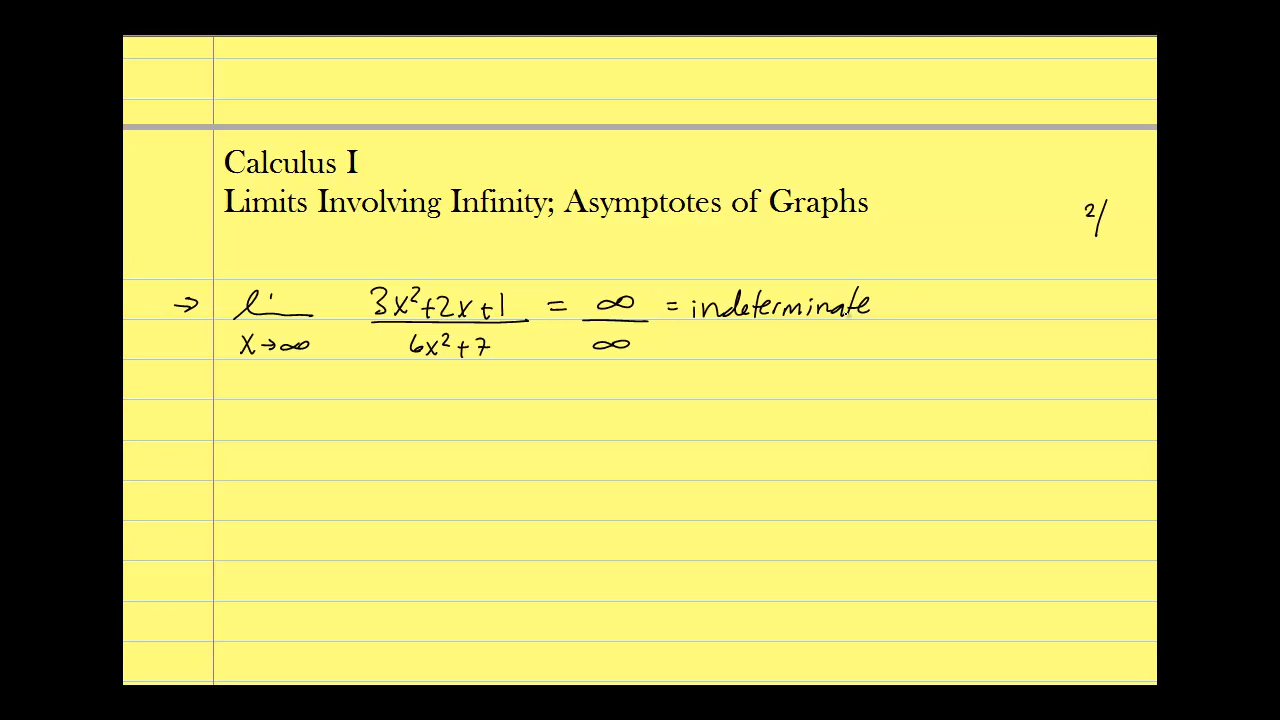 Calculus I
Limits Involving Infinity; Asymptotes of Graphs
2/
→ lim 3x²+2x+1 = ∞ = indeterminate
x→∞ 6x²+7 ∞